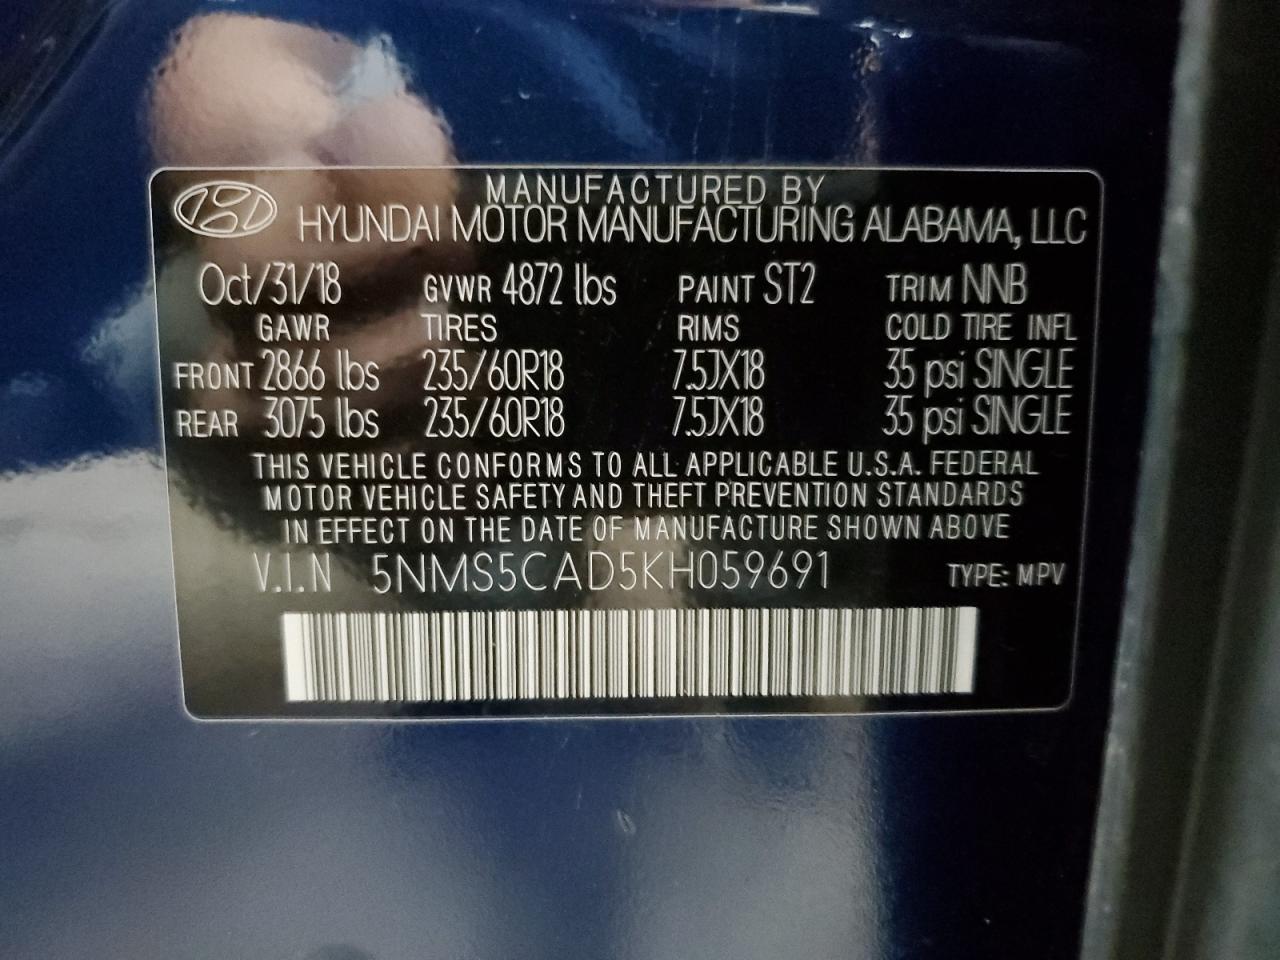 MANUFACTURED BY
HYUNDAI MOTOR MANUFACTURING ALABAMA, LLC
Oct/31/18 GVWR 4872 lbs PAINT ST2 TRIM NNB
GAWR TIRES RIMS COLD TIRE INFL
FRONT 2866 lbs 235/60R18 7.5JX18 35 psi SINGLE
REAR 3075 lbs 235/60R18 7.5JX18 35 psi SINGLE
THIS VEHICLE CONFORMS TO ALL APPLICABLE U.S.A. FEDERAL
MOTOR VEHICLE SAFETY AND THEFT PREVENTION STANDARDS
IN EFFECT ON THE DATE OF MANUFACTURE SHOWN ABOVE
V.I.N 5NMS5CAD5KH059691 TYPE: MPV